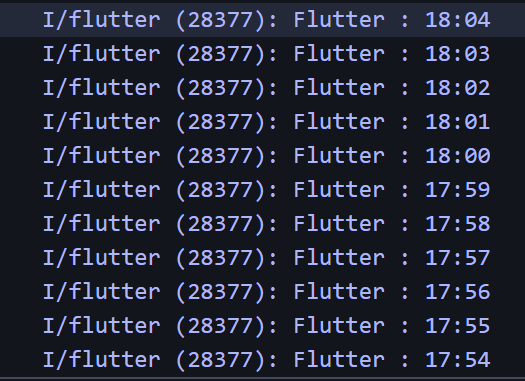 I/flutter (28377): Flutter : 18:04
I/flutter (28377): Flutter : 18:03
I/flutter (28377): Flutter : 18:02
I/flutter (28377): Flutter : 18:01
I/flutter (28377): Flutter : 18:00
I/flutter (28377): Flutter : 17:59
I/flutter (28377): Flutter : 17:58
I/flutter (28377): Flutter : 17:57
I/flutter (28377): Flutter : 17:56
I/flutter (28377): Flutter : 17:55
I/flutter (28377): Flutter : 17:54